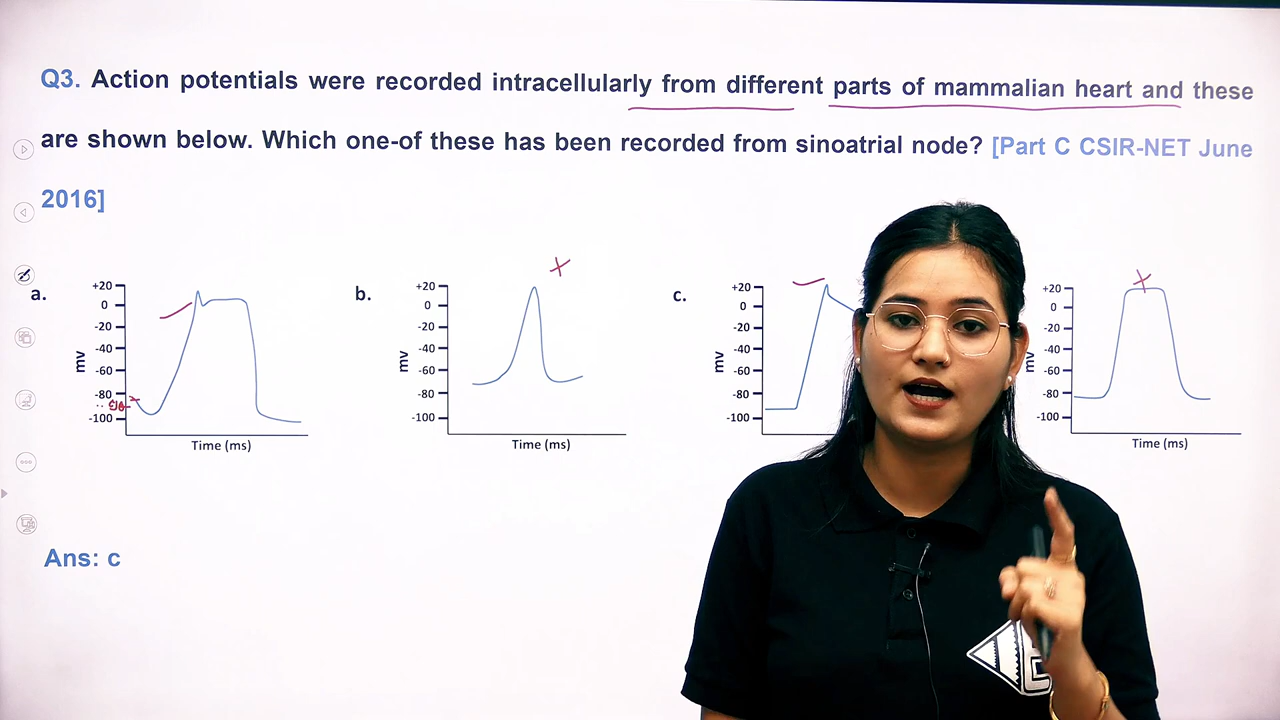 Q3. Action potentials were recorded intracellularly from different parts of mammalian heart and these
are shown below. Which one-of these has been recorded from sinoatrial node? [Part C CSIR-NET June
2016]
a.
+20
0
-20
-40
-60
-80
-100
mv
Time (ms)
b.
+20
0
-20
-40
-60
-80
-100
mv
Time (ms)
c.
+20
0
-20
-40
-60
-80
-100
mv
+20
0
-20
-40
-60
-80
-100
mv
Time (ms)
Ans: c